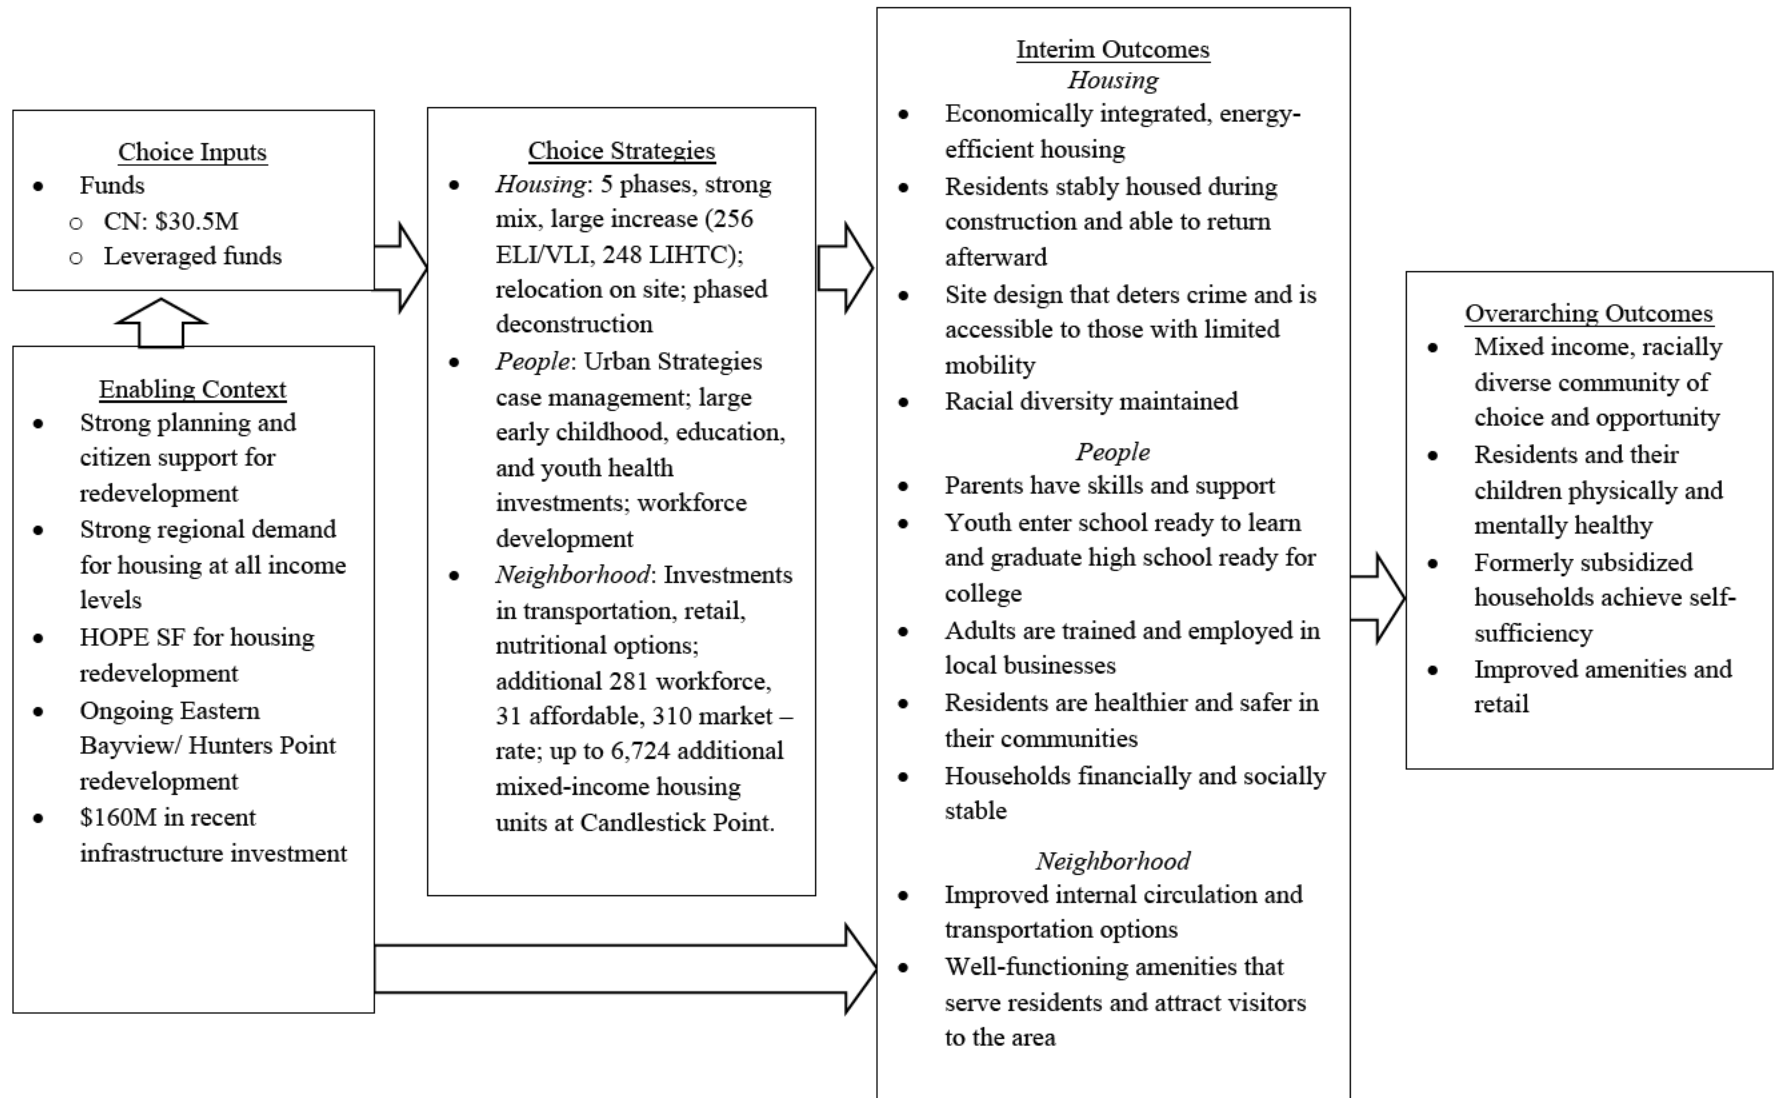 Choice Inputs
• Funds
o CN: $30.5M
o Leveraged funds
Enabling Context
• Strong planning and
citizen support for
redevelopment
• Strong regional demand
for housing at all income
levels
• HOPE SF for housing
redevelopment
• Ongoing Eastern
Bayview/ Hunters Point
redevelopment
• $160M in recent
infrastructure investment
Choice Strategies
• Housing: 5 phases, strong
mix, large increase (256
ELI/VLI, 248 LIHTC);
relocation on site; phased
deconstruction
• People: Urban Strategies
case management; large
early childhood, education,
and youth health
investments; workforce
development
• Neighborhood: Investments
in transportation, retail,
nutritional options;
additional 281 workforce,
31 affordable, 310 market –
rate; up to 6,724 additional
mixed-income housing
units at Candlestick Point.
Interim Outcomes
Housing
• Economically integrated, energy-
efficient housing
• Residents stably housed during
construction and able to return
afterward
• Site design that deters crime and is
accessible to those with limited
mobility
• Racial diversity maintained
People
• Parents have skills and support
• Youth enter school ready to learn
and graduate high school ready for
college
• Adults are trained and employed in
local businesses
• Residents are healthier and safer in
their communities
• Households financially and socially
stable
Neighborhood
• Improved internal circulation and
transportation options
• Well-functioning amenities that
serve residents and attract visitors
to the area
Overarching Outcomes
• Mixed income, racially
diverse community of
choice and opportunity
• Residents and their
children physically and
mentally healthy
• Formerly subsidized
households achieve self-
sufficiency
• Improved amenities and
retail